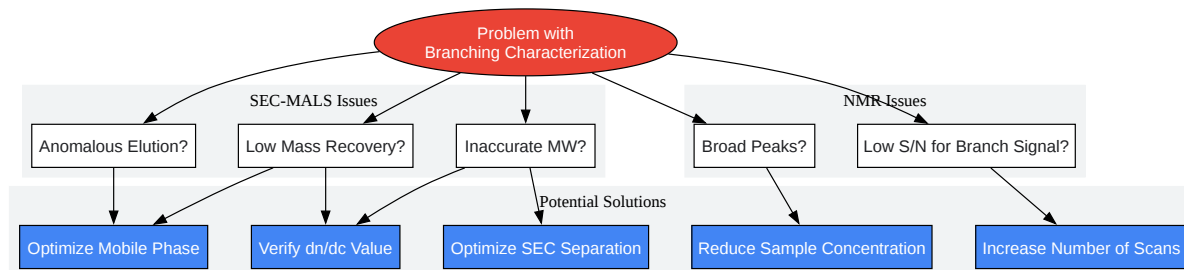 Problem with
Branching Characterization
SEC-MALS Issues
NMR Issues
Anomalous Elution?
Low Mass Recovery?
Inaccurate MW?
Broad Peaks?
Low S/N for Branch Signal?
Potential Solutions
Optimize Mobile Phase
Verify dn/dc Value
Optimize SEC Separation
Reduce Sample Concentration
Increase Number of Scans